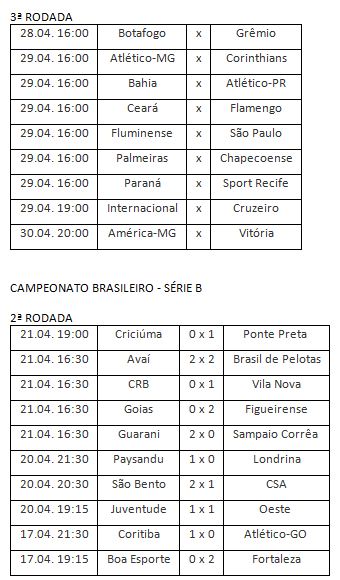 3ª RODADA
28.04. 16:00 Botafogo x Grêmio
29.04. 16:00 Atlético-MG x Corinthians
29.04. 16:00 Bahia x Atlético-PR
29.04. 16:00 Ceará x Flamengo
29.04. 16:00 Fluminense x São Paulo
29.04. 16:00 Palmeiras x Chapecoense
29.04. 16:00 Paraná x Sport Recife
29.04. 19:00 Internacional x Cruzeiro
30.04. 20:00 América-MG x Vitória
CAMPEONATO BRASILEIRO - SÉRIE B
2ª RODADA
21.04. 19:00 Criciúma 0 x 1 Ponte Preta
21.04. 16:30 Avaí 2 x 2 Brasil de Pelotas
21.04. 16:30 CRB 0 x 1 Vila Nova
21.04. 16:30 Goias 0 x 2 Figueirense
21.04. 16:30 Guarani 2 x 0 Sampaio Corrêa
20.04. 21:30 Paysandu 1 x 0 Londrina
20.04. 20:30 São Bento 2 x 1 CSA
20.04. 19:15 Juventude 1 x 1 Oeste
17.04. 21:30 Coritiba 1 x 0 Atlético-GO
17.04. 19:15 Boa Esporte 0 x 2 Fortaleza